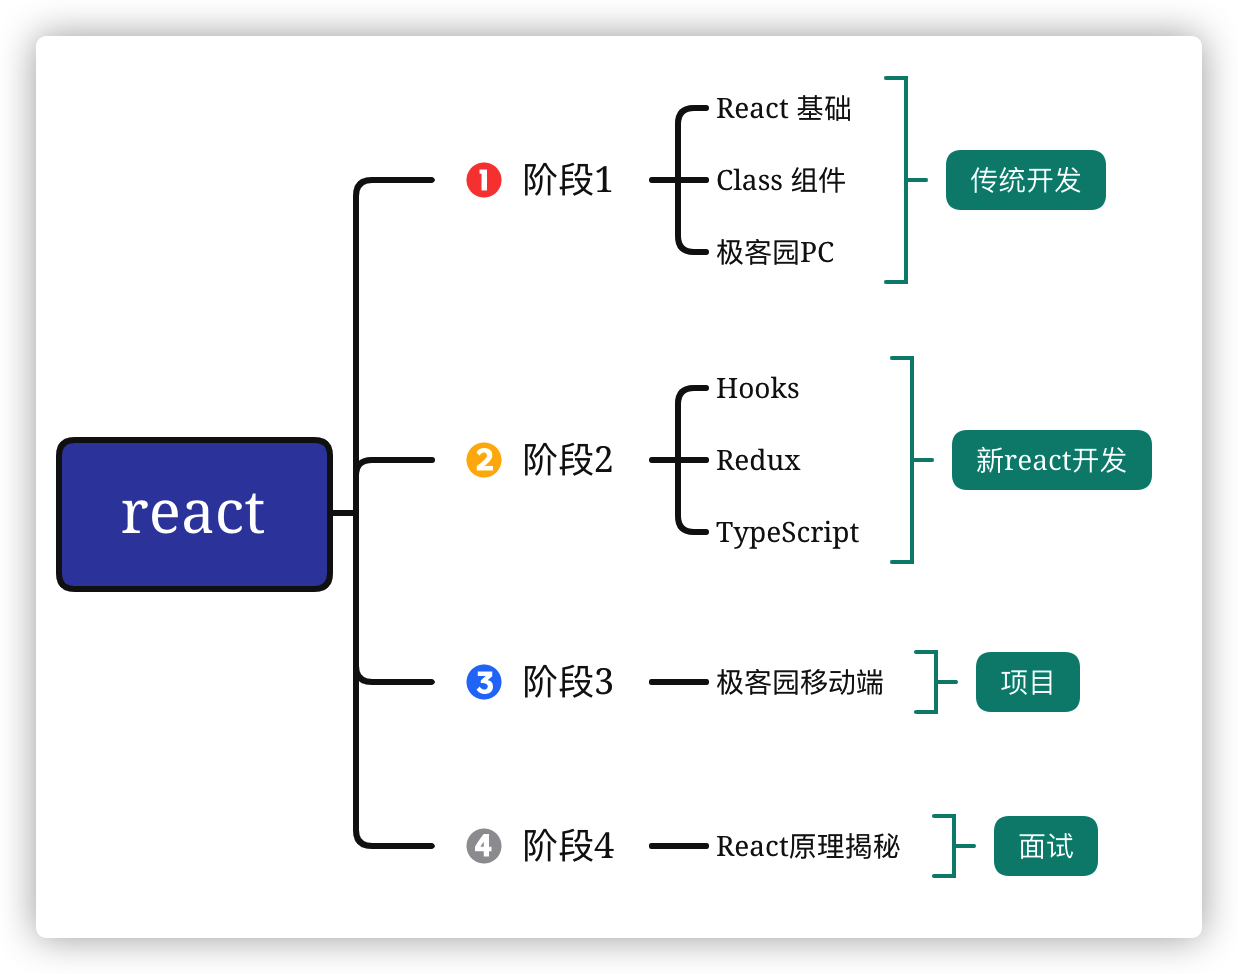 react
1 阶段1
React 基础
Class 组件
极客园PC
传统开发
2 阶段2
Hooks
Redux
TypeScript
新react开发
3 阶段3
极客园移动端
项目
4 阶段4
React原理揭秘
面试